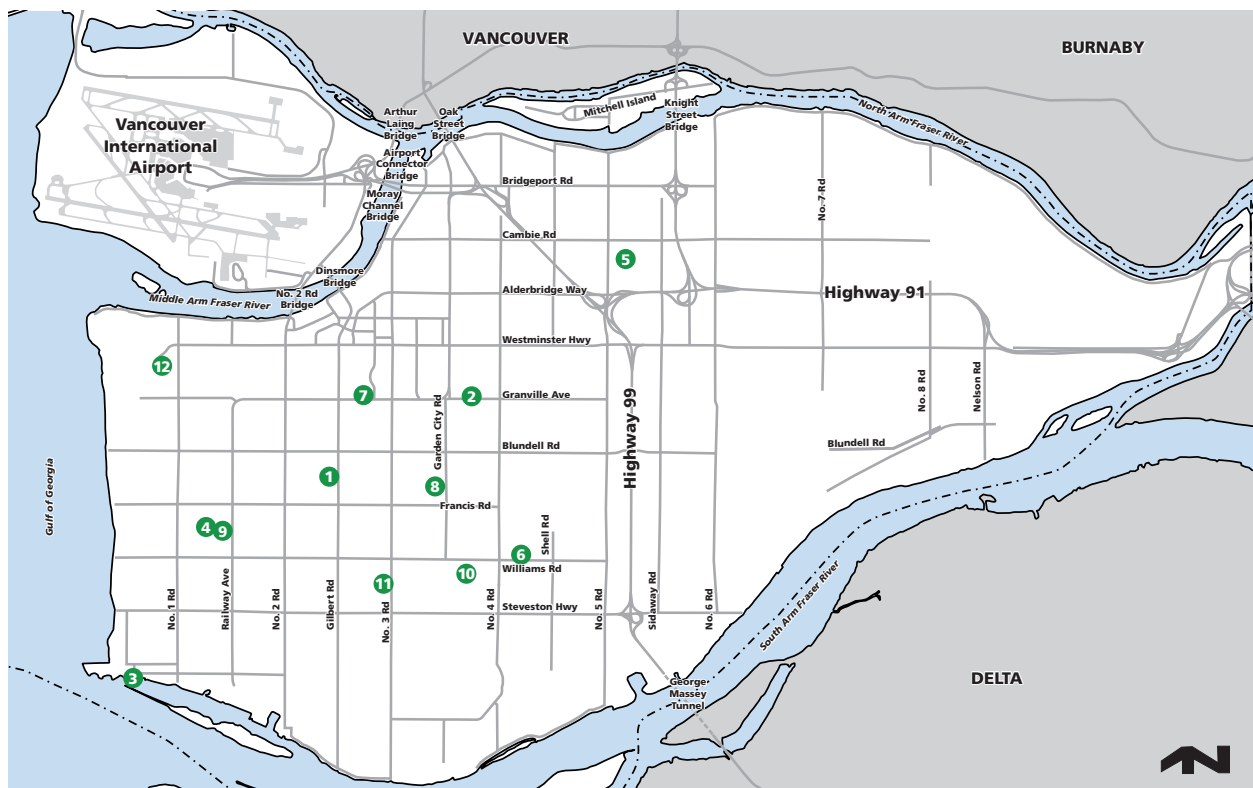 VANCOUVER
BURNABY
Arthur
Laing
Bridge
Oak
Street
Bridge
Mitchell Island
Knight
Street
Bridge
North Arm Fraser River
Vancouver
International
Airport
Airport
Connector
Bridge
Moray
Channel
Bridge
Bridgeport Rd
No. 7 Rd
Cambie Rd
5
Dinsmore
Bridge
No. 2 Rd
Bridge
Middle Arm Fraser River
Alderbridge Way
Highway 91
Westminster Hwy
12
7
2
Granville Ave
Garden City Rd
Highway 99
No. 8 Rd
Nelson Rd
Blundell Rd
Blundell Rd
Gulf of Georgia
1
8
Francis Rd
4
9
Shell Rd
6
10
Williams Rd
11
No. 1 Rd
Railway Ave
No. 2 Rd
Gilbert Rd
No. 3 Rd
No. 4 Rd
Steveston Hwy
No. 5 Rd
Sidaway Rd
No. 6 Rd
South Arm Fraser River
3
George
Massey
Tunnel
DELTA
N